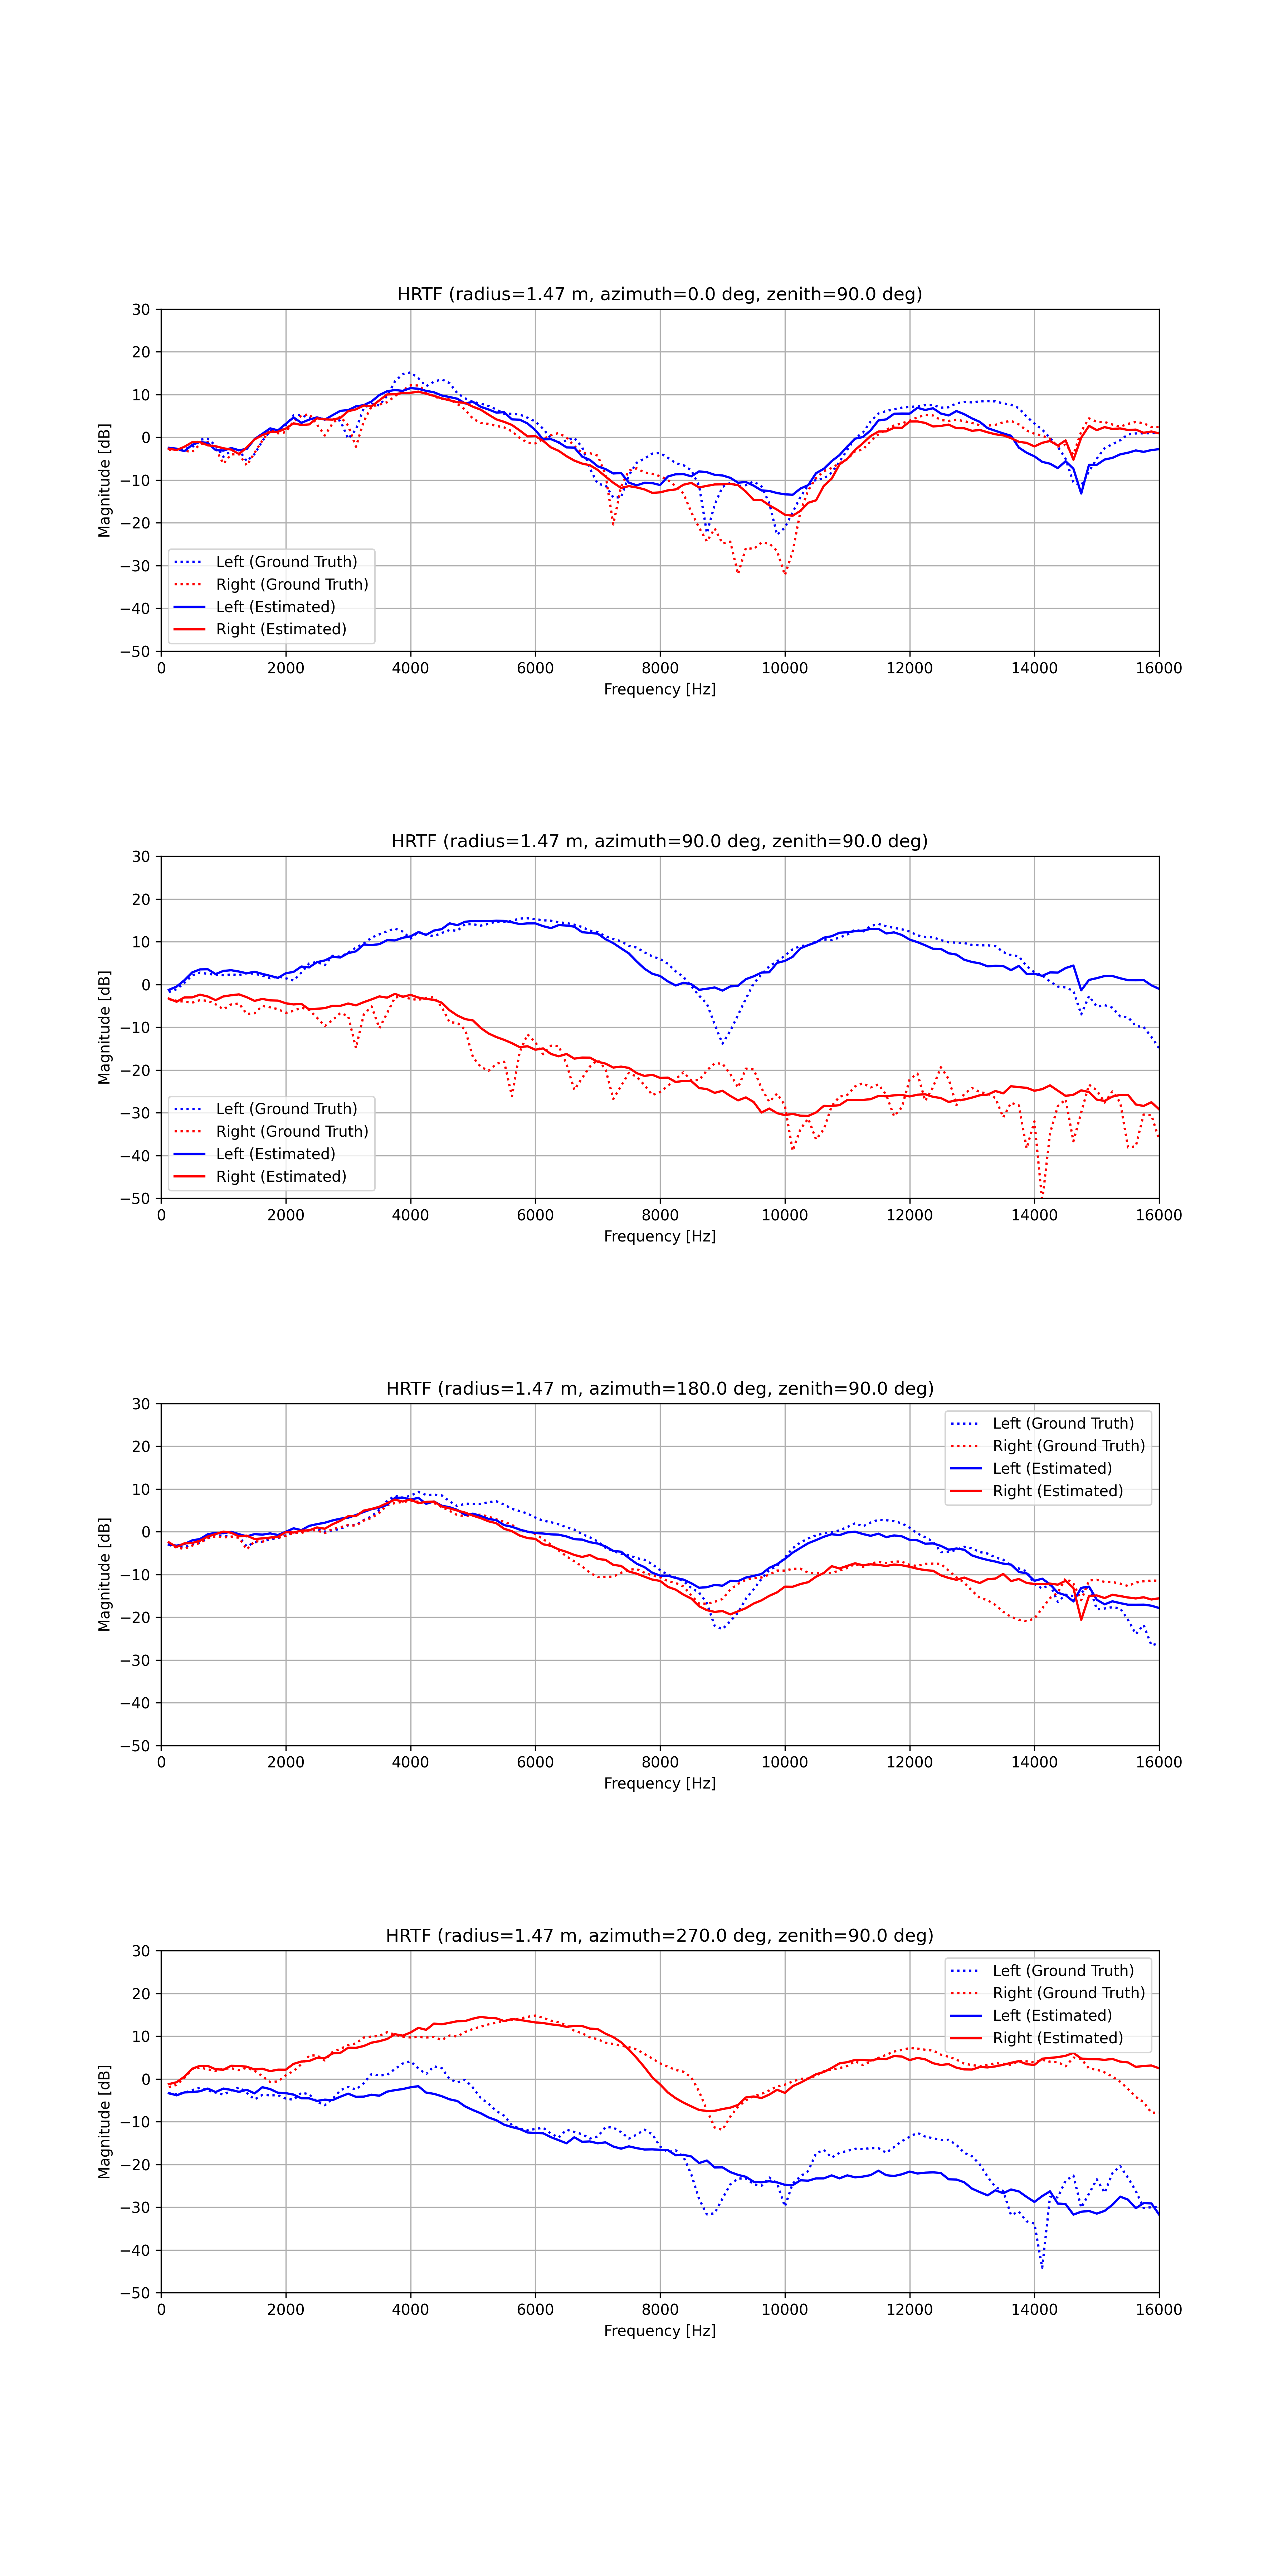 HRTF (radius=1.47 m, azimuth=0.0 deg, zenith=90.0 deg)
30
20
10
0
−10
−20
−30
−40
−50
Magnitude [dB]
Left (Ground Truth)
Right (Ground Truth)
Left (Estimated)
Right (Estimated)
0 2000 4000 6000 8000 10000 12000 14000 16000
Frequency [Hz]
HRTF (radius=1.47 m, azimuth=90.0 deg, zenith=90.0 deg)
30
20
10
0
−10
−20
−30
−40
−50
Magnitude [dB]
Left (Ground Truth)
Right (Ground Truth)
Left (Estimated)
Right (Estimated)
0 2000 4000 6000 8000 10000 12000 14000 16000
Frequency [Hz]
HRTF (radius=1.47 m, azimuth=180.0 deg, zenith=90.0 deg)
30
20
10
0
−10
−20
−30
−40
−50
Magnitude [dB]
Left (Ground Truth)
Right (Ground Truth)
Left (Estimated)
Right (Estimated)
0 2000 4000 6000 8000 10000 12000 14000 16000
Frequency [Hz]
HRTF (radius=1.47 m, azimuth=270.0 deg, zenith=90.0 deg)
30
20
10
0
−10
−20
−30
−40
−50
Magnitude [dB]
Left (Ground Truth)
Right (Ground Truth)
Left (Estimated)
Right (Estimated)
0 2000 4000 6000 8000 10000 12000 14000 16000
Frequency [Hz]